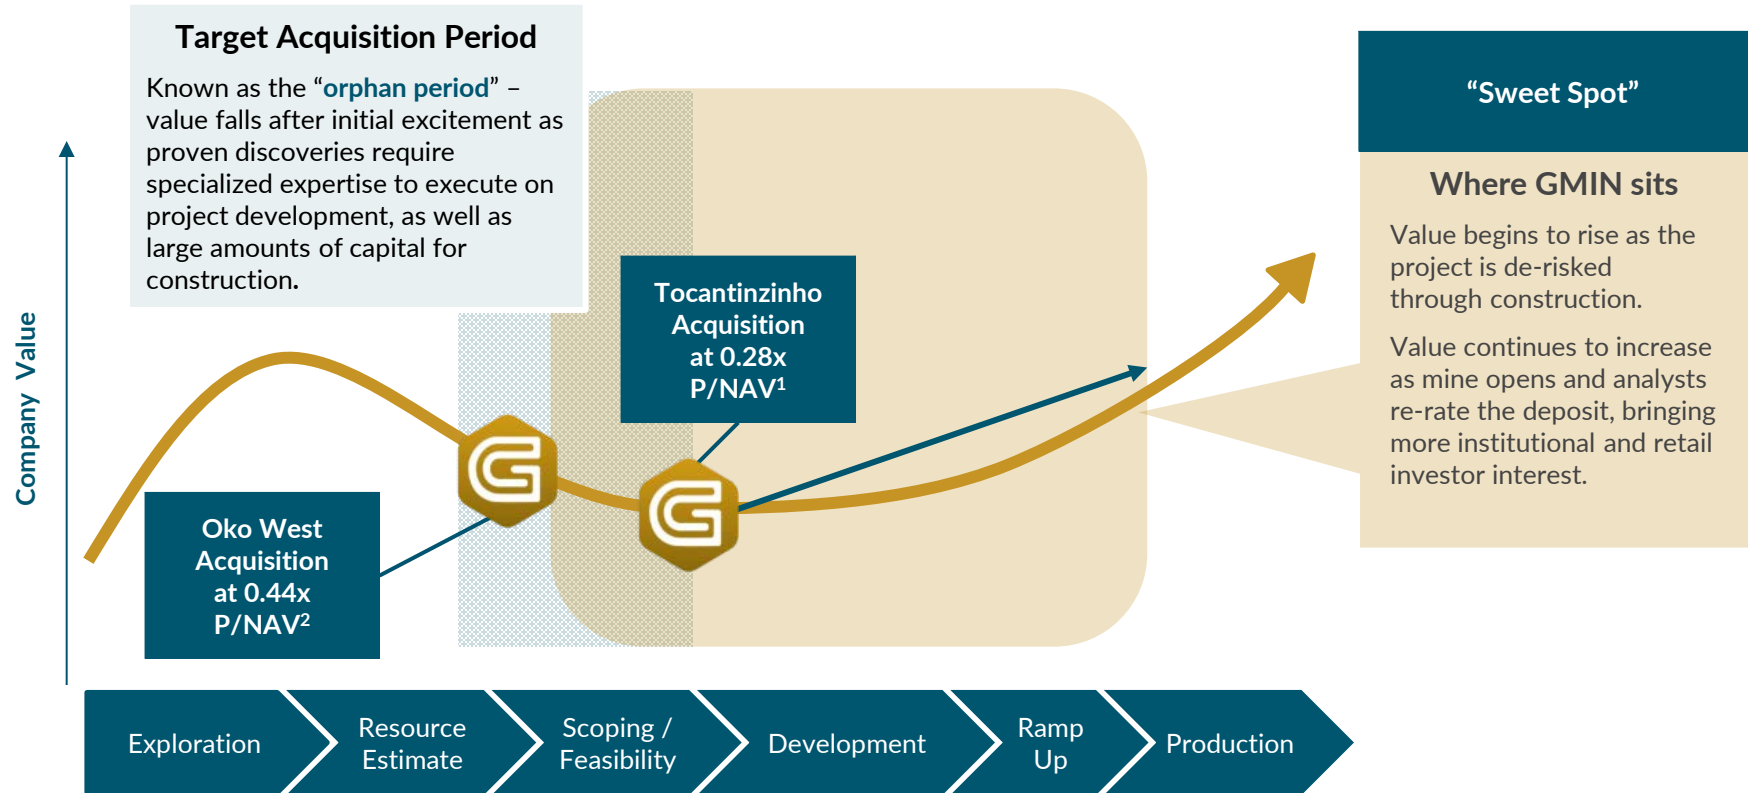 Target Acquisition Period
Known as the “orphan period” –
value falls after initial excitement as
proven discoveries require
specialized expertise to execute on
project development, as well as
large amounts of capital for
construction.
“Sweet Spot”
Where GMIN sits
Value begins to rise as the
project is de-risked
through construction.
Value continues to increase
as mine opens and analysts
re-rate the deposit, bringing
more institutional and retail
investor interest.
Company Value
Tocantinzinho
Acquisition
at 0.28x
P/NAV¹
Oko West
Acquisition
at 0.44x
P/NAV²
Exploration
Resource
Estimate
Scoping /
Feasibility
Development
Ramp
Up
Production